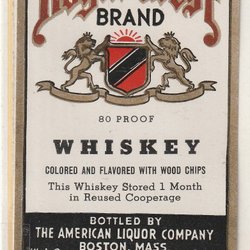 BRAND
80 PROOF
WHISKEY
COLORED AND FLAVORED WITH WOOD CHIPS
This Whiskey Stored 1 Month
in Reused Cooperage
BOTTLED BY
THE AMERICAN LIQUOR COMPANY
BOSTON, MASS